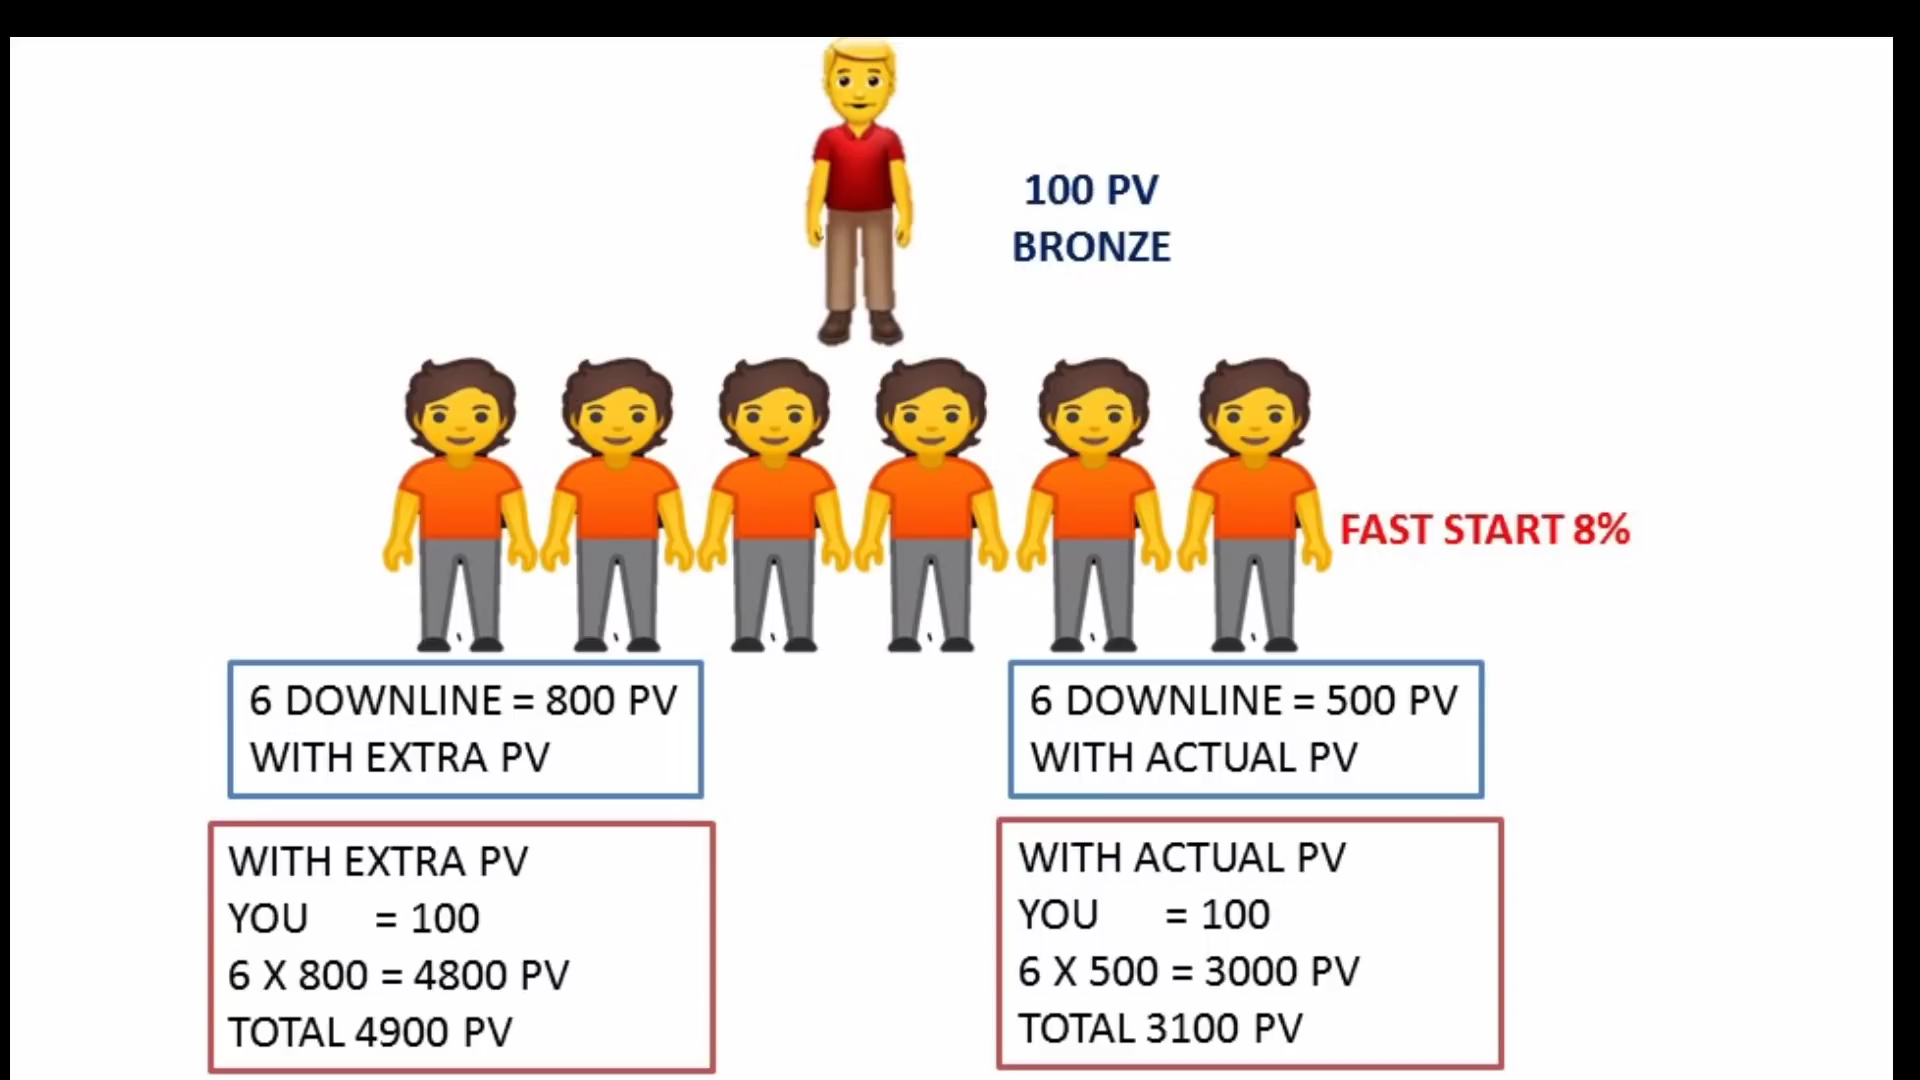 100 PV
BRONZE
FAST START 8%
6 DOWNLINE = 800 PV
WITH EXTRA PV
6 DOWNLINE = 500 PV
WITH ACTUAL PV
WITH EXTRA PV
YOU = 100
6 X 800 = 4800 PV
TOTAL 4900 PV
WITH ACTUAL PV
YOU = 100
6 X 500 = 3000 PV
TOTAL 3100 PV